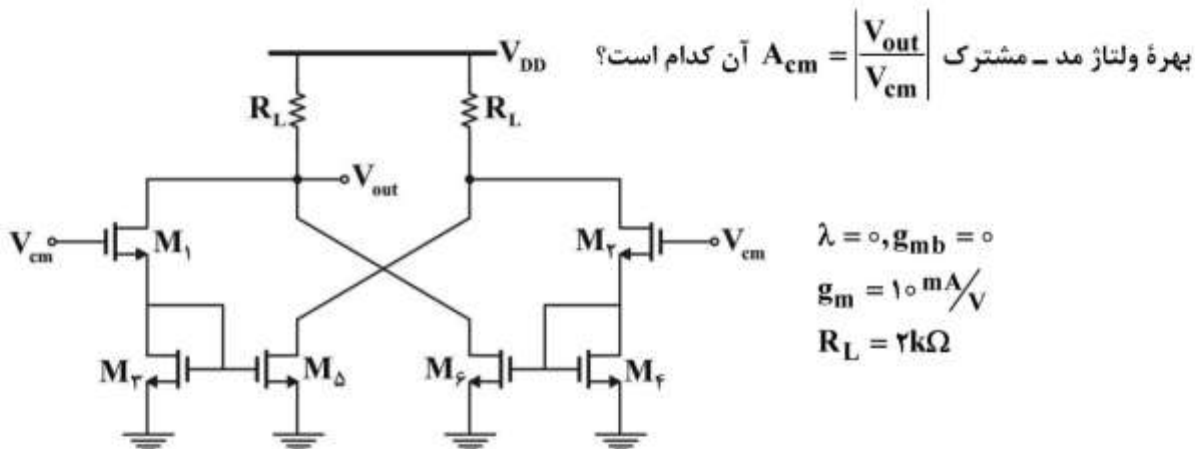 بهرهٔ ولتاژ مد ـ مشترک A_cm = |V_out / V_cm| آن کدام است؟
V_DD
R_L R_L
V_out
V_cm M_۱ M_۲ V_cm
λ = ۰, g_mb = ۰
g_m = ۱۰ mA/V
R_L = ۲kΩ
M_۳ M_۵ M_۶ M_۴